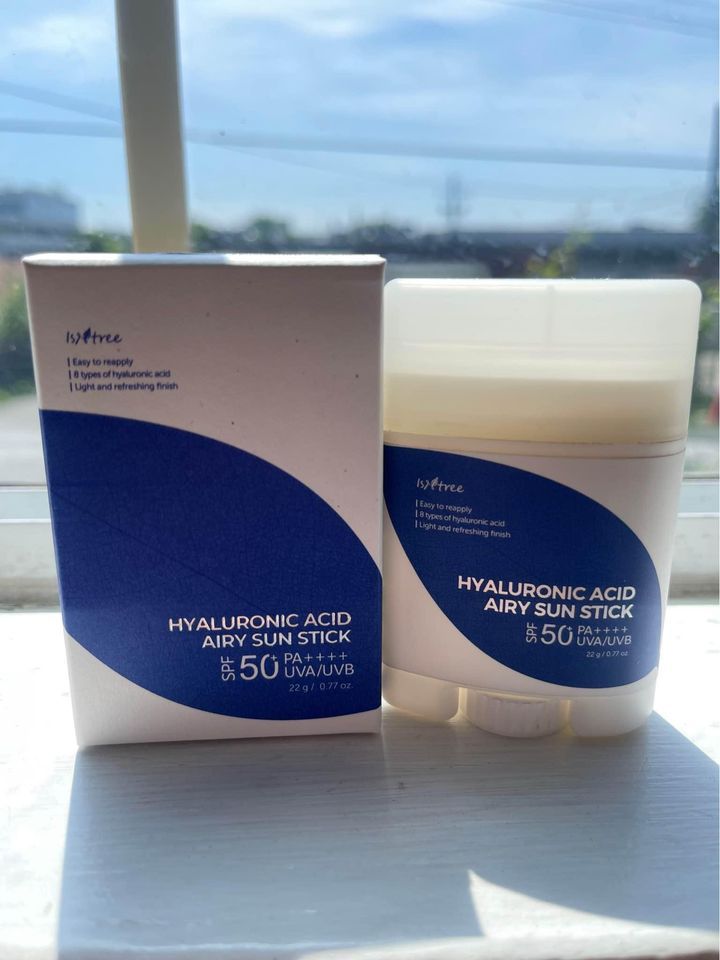 Isntree
Easy to reapply
8 types of hyaluronic acid
Light and refreshing finish
HYALURONIC ACID
AIRY SUN STICK
SPF 50+ PA++++
UVA/UVB
22 g / 0.77 oz.
Isntree
Easy to reapply
8 types of hyaluronic acid
Light and refreshing finish
HYALURONIC ACID
AIRY SUN STICK
SPF 50+ PA++++
UVA/UVB
22 g / 0.77 oz.